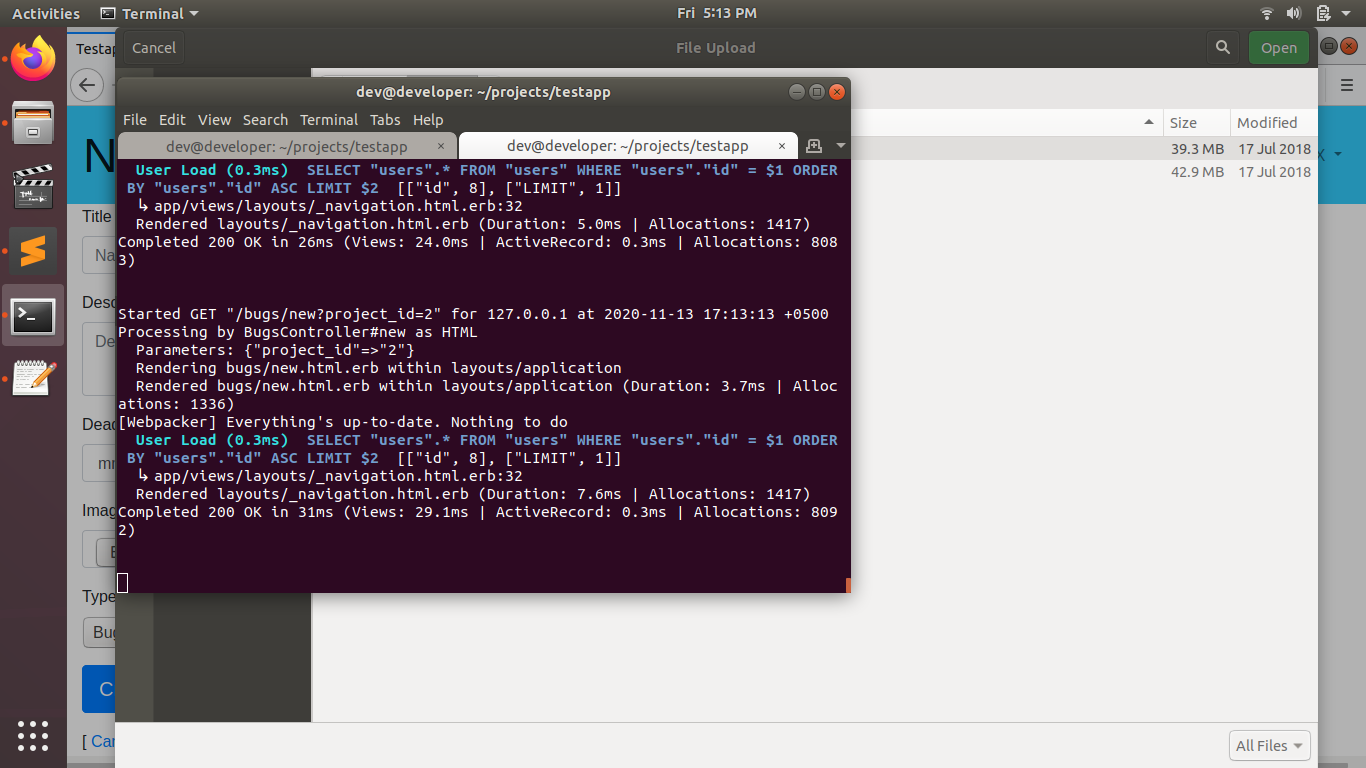 Activities Terminal Fri 5:13 PM
Testap
Cancel File Upload Open
dev@developer: ~/projects/testapp
File Edit View Search Terminal Tabs Help
dev@developer: ~/projects/testapp × dev@developer: ~/projects/testapp ×
Size Modified
39.3 MB 17 Jul 2018
42.9 MB 17 Jul 2018
N
X
User Load (0.3ms) SELECT "users".* FROM "users" WHERE "users"."id" = $1 ORDER
BY "users"."id" ASC LIMIT $2 [["id", 8], ["LIMIT", 1]]
↳ app/views/layouts/_navigation.html.erb:32
Rendered layouts/_navigation.html.erb (Duration: 5.0ms | Allocations: 1417)
Completed 200 OK in 26ms (Views: 24.0ms | ActiveRecord: 0.3ms | Allocations: 808
3)
Started GET "/bugs/new?project_id=2" for 127.0.0.1 at 2020-11-13 17:13:13 +0500
Processing by BugsController#new as HTML
Parameters: {"project_id"=>"2"}
Rendering bugs/new.html.erb within layouts/application
Rendered bugs/new.html.erb within layouts/application (Duration: 3.7ms | Alloc
ations: 1336)
[Webpacker] Everything's up-to-date. Nothing to do
User Load (0.3ms) SELECT "users".* FROM "users" WHERE "users"."id" = $1 ORDER
BY "users"."id" ASC LIMIT $2 [["id", 8], ["LIMIT", 1]]
↳ app/views/layouts/_navigation.html.erb:32
Rendered layouts/_navigation.html.erb (Duration: 7.6ms | Allocations: 1417)
Completed 200 OK in 31ms (Views: 29.1ms | ActiveRecord: 0.3ms | Allocations: 809
2)
Title
Na
Desc
De
Dead
mn
Imag
Type
Bug
C
[ Can
All Files